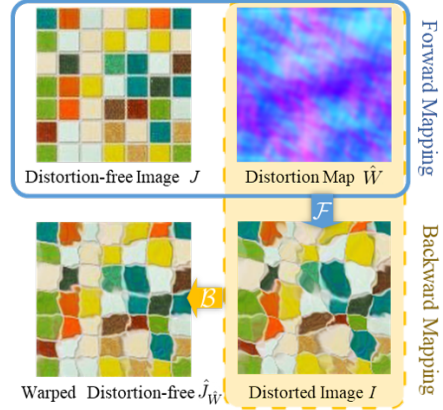 Distortion-free Image J
Distortion Map Ŵ
Forward Mapping
ℱ
ℬ
Backward Mapping
Warped Distortion-free Ĵ_Ŵ
Distorted Image I